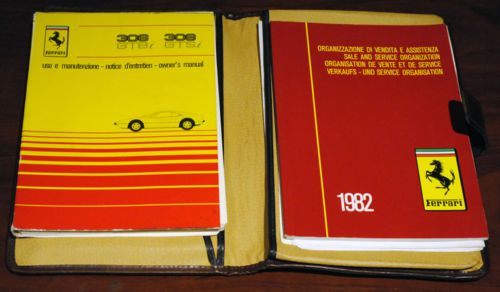 Ferrari
308 308
GTBi GTSi
uso e manutenzione - notice d'entretien - owner's manual
ORGANIZZAZIONE DI VENDITA E ASSISTENZA
SALE AND SERVICE ORGANIZATION
ORGANISATION DE VENTE ET DE SERVICE
VERKAUFS - UND SERVICE ORGANISATION
1982
Ferrari